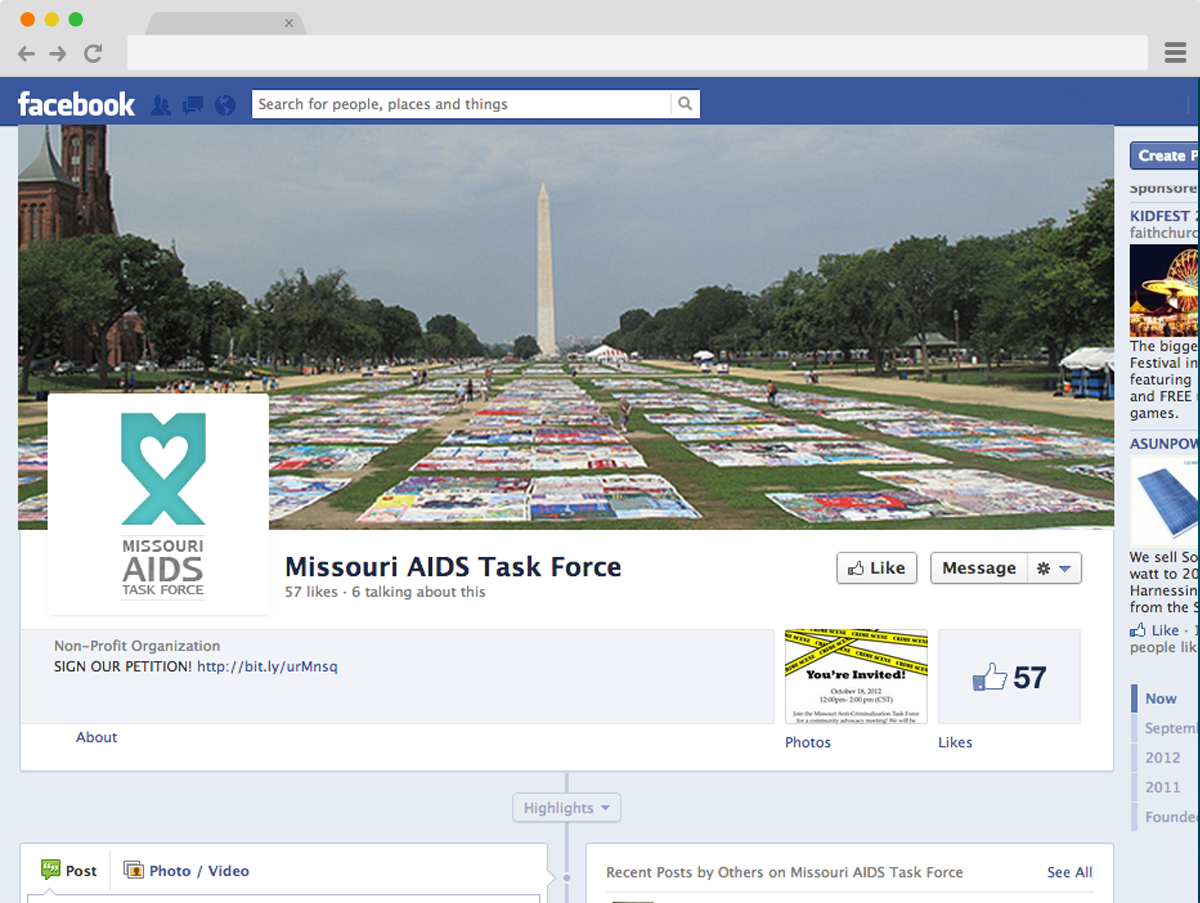 facebook
Search for people, places and things
Create P
Sponsore
KIDFEST 2
faithchurc
The bigge
Festival in
featuring
and FREE
games.
ASUNPOW
We sell So
watt to 20
Harnessin
from the S
Like · 1
people lik
MISSOURI
AIDS
TASK FORCE
Missouri AIDS Task Force
57 likes · 6 talking about this
Like
Message
Non-Profit Organization
SIGN OUR PETITION! http://bit.ly/urMnsq
CRIME SCENE CRIME SCENE
You're Invited!
October 18, 2012
12:00pm- 2:00 pm (CST)
Join the Missouri Anti-Criminalization Task Force
for a community advocacy meeting! We will be
57
About
Photos
Likes
Now
Septemb
2012
2011
Founded
Highlights
Post
Photo / Video
Recent Posts by Others on Missouri AIDS Task Force
See All